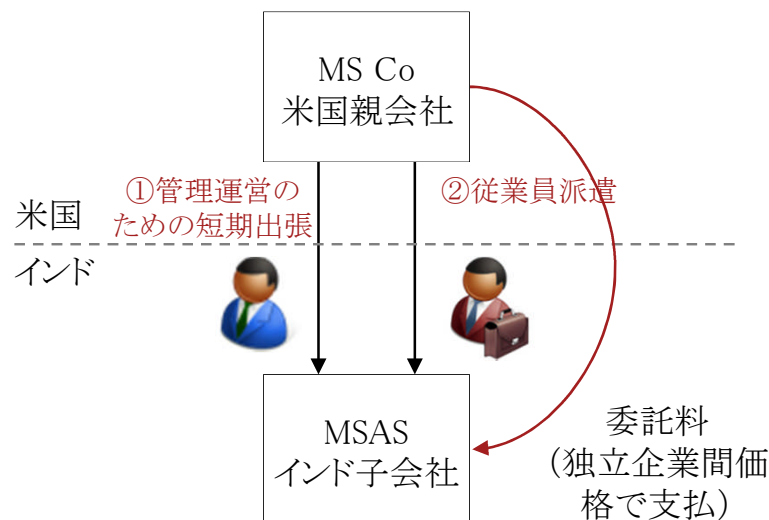 MS Co
米国親会社
①管理運営の
ための短期出張
②従業員派遣
米国
インド
MSAS
インド子会社
委託料
（独立企業間価
格で支払）